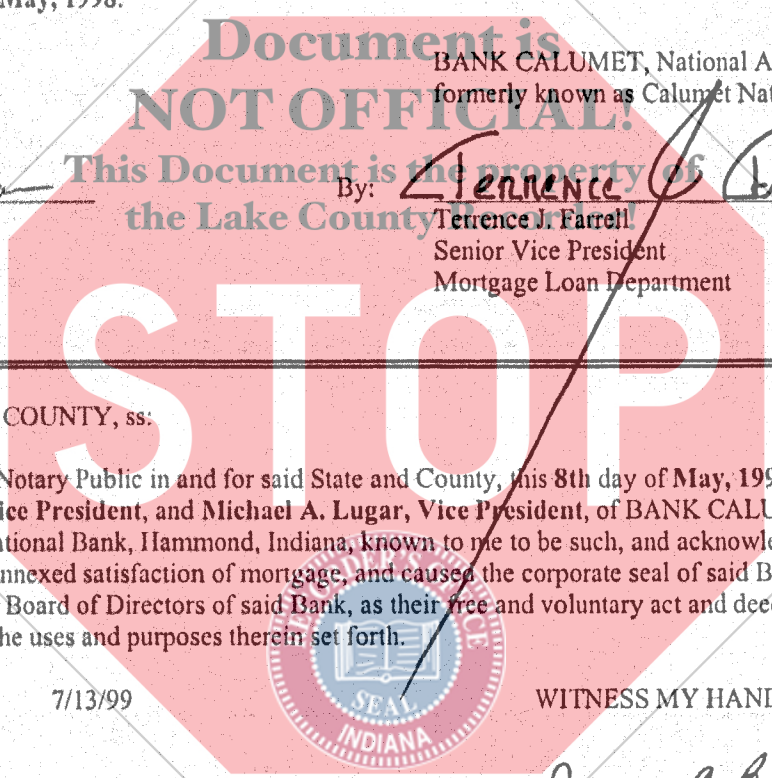 May, 1998.
Document is
NOT OFFICIAL!
This Document is the property of
the Lake County Recorder!
BANK CALUMET, National A
formerly known as Calumet Nat
By: Terrence J.
Terrence J. Farrell
Senior Vice President
Mortgage Loan Department
STOP
COUNTY, ss:
Notary Public in and for said State and County, this 8th day of May, 199
ice President, and Michael A. Lugar, Vice President, of BANK CALU
tional Bank, Hammond, Indiana, known to me to be such, and acknowle
nnexed satisfaction of mortgage, and caused the corporate seal of said B
Board of Directors of said Bank, as their free and voluntary act and deed
he uses and purposes therein set forth.
RECORDER'S OFFICE
SEAL
INDIANA
7/13/99
WITNESS MY HAND